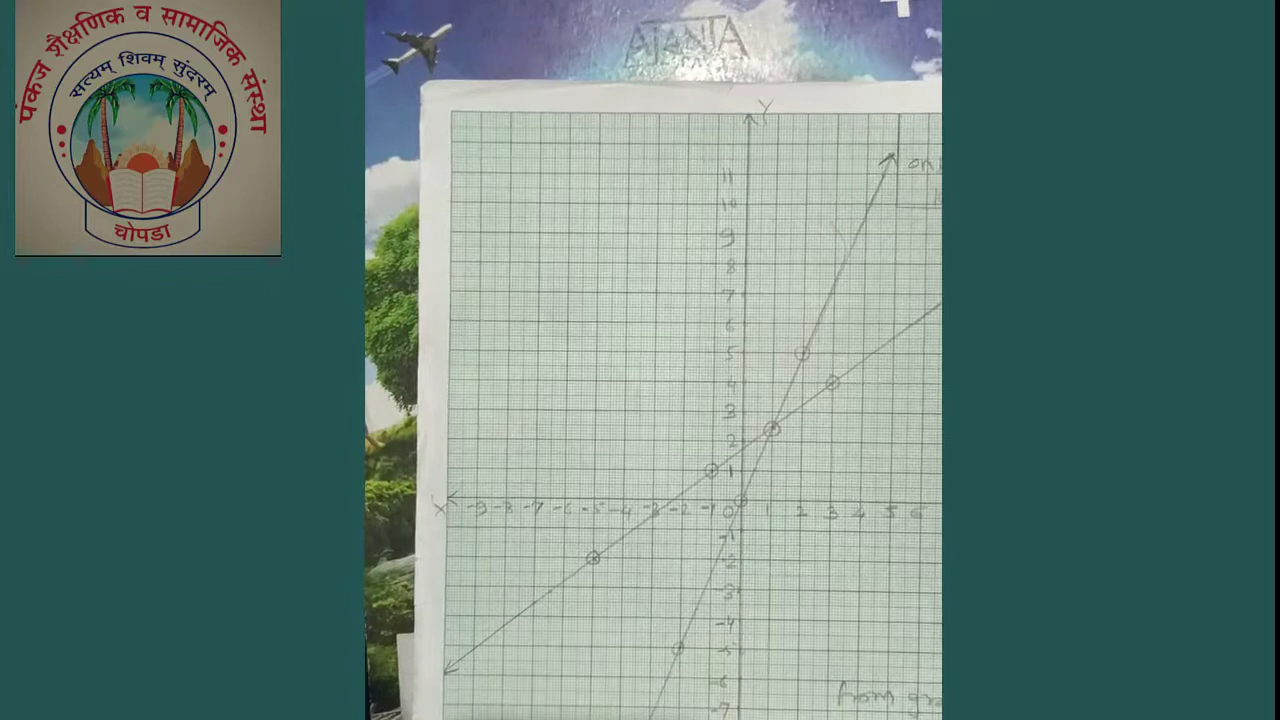 पंकज शैक्षणिक व सामाजिक संस्था
सत्यम् शिवम् सुंदरम्
चोपडा
AJANTA
Y
11
10
9
8
7
6
5
4
3
2
1
X -9 -8 -7 -6 -5 -4 -3 -2 -1 0 1 2 3 4 5 6
-1
-2
-3
-4
-5
-6
-7
from